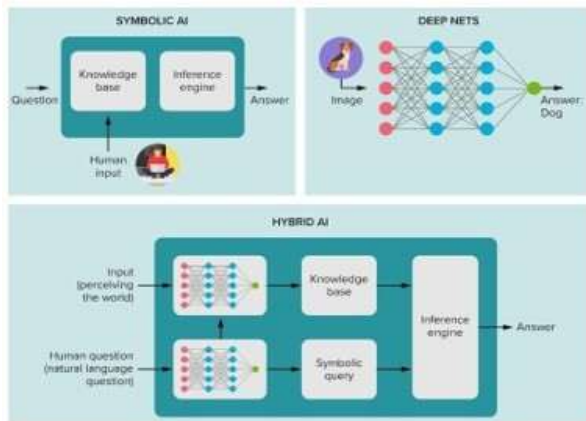 SYMBOLIC AI
Question
Knowledge
base
Inference
engine
Answer
Human
input
DEEP NETS
Image
Answer:
Dog
HYBRID AI
Input
(perceiving
the world)
Knowledge
base
Inference
engine
Answer
Human question
(natural language
question)
Symbolic
query